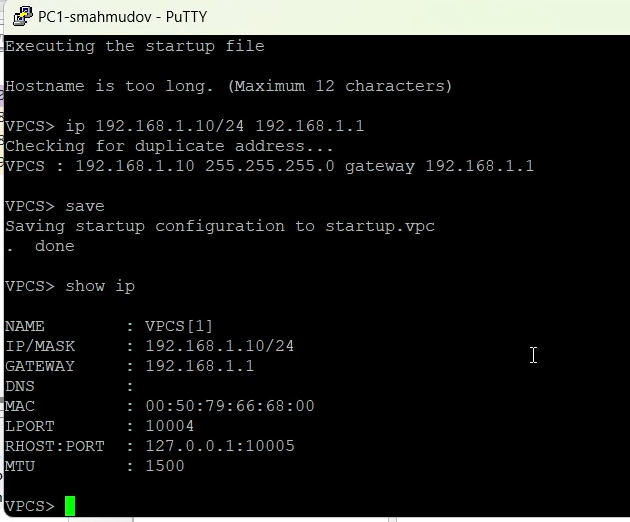 PC1-smahmudov - PuTTY
Executing the startup file
Hostname is too long. (Maximum 12 characters)
VPCS> ip 192.168.1.10/24 192.168.1.1
Checking for duplicate address...
VPCS : 192.168.1.10 255.255.255.0 gateway 192.168.1.1
VPCS> save
Saving startup configuration to startup.vpc
.  done
VPCS> show ip
NAME        : VPCS[1]
IP/MASK     : 192.168.1.10/24
GATEWAY     : 192.168.1.1
DNS         :
MAC         : 00:50:79:66:68:00
LPORT       : 10004
RHOST:PORT  : 127.0.0.1:10005
MTU         : 1500
VPCS>